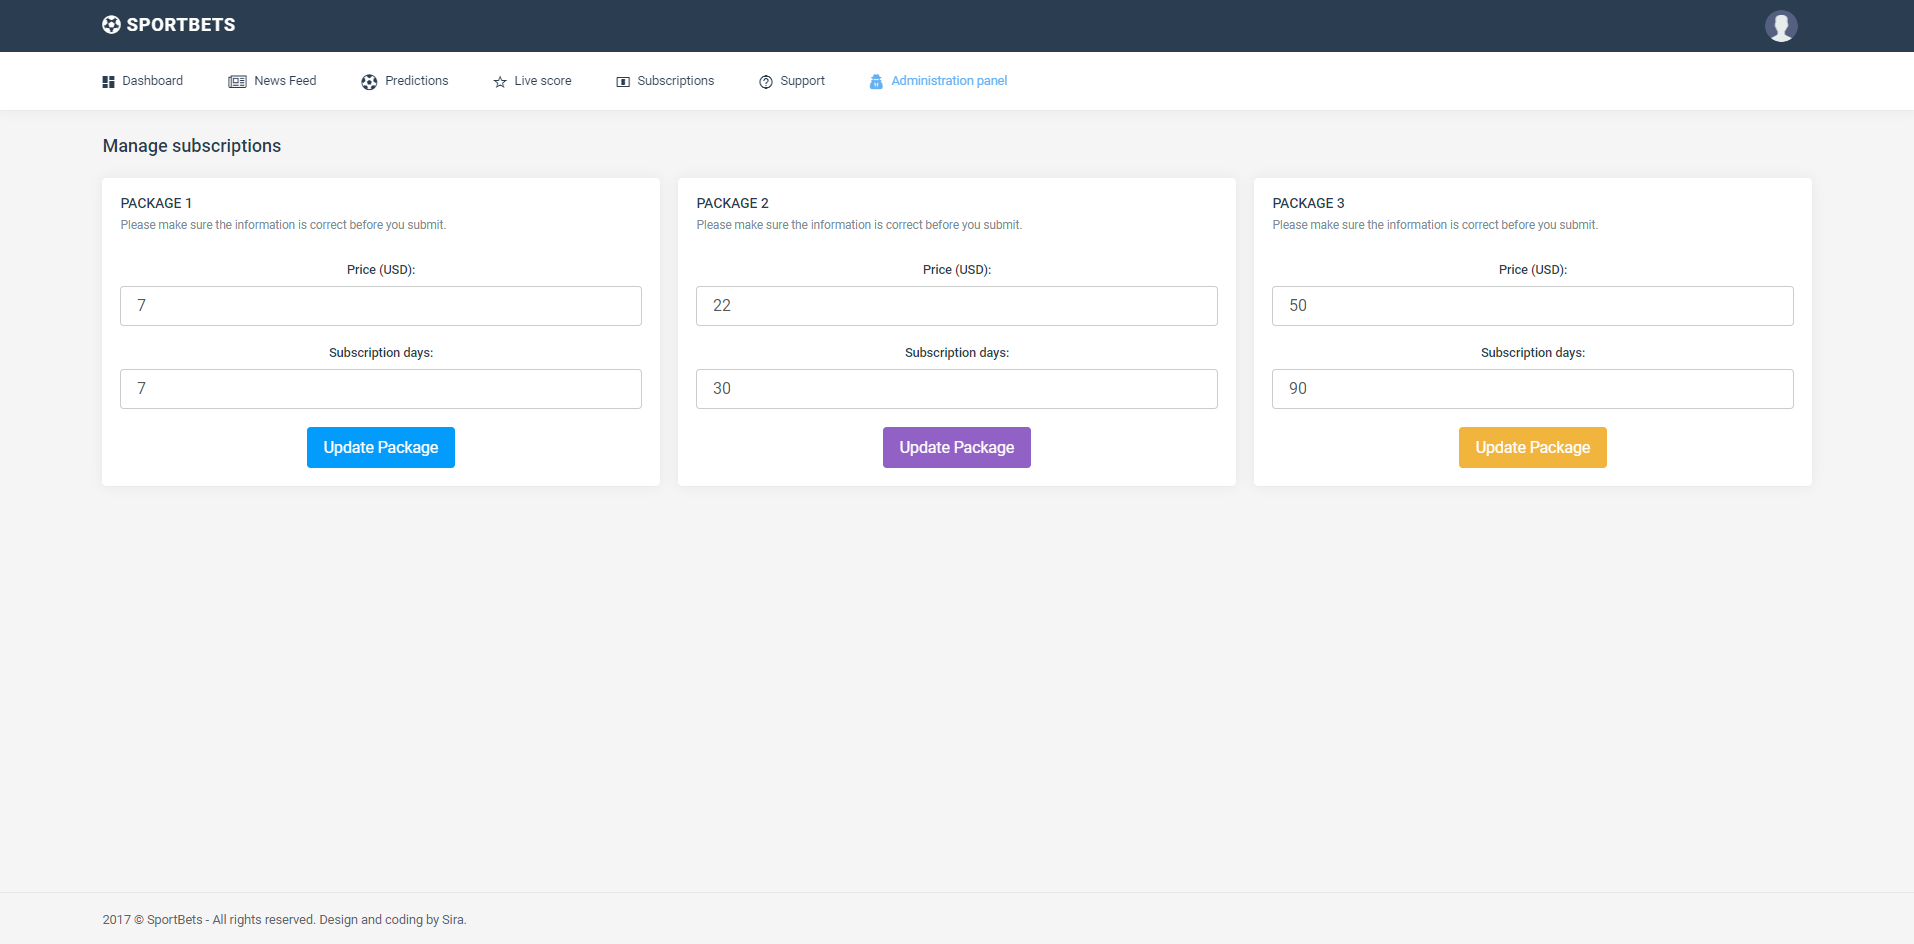 SPORTBETS
Dashboard News Feed Predictions Live score Subscriptions Support Administration panel
Manage subscriptions
PACKAGE 1
Please make sure the information is correct before you submit.
Price (USD):
7
Subscription days:
7
Update Package
PACKAGE 2
Please make sure the information is correct before you submit.
Price (USD):
22
Subscription days:
30
Update Package
PACKAGE 3
Please make sure the information is correct before you submit.
Price (USD):
50
Subscription days:
90
Update Package
2017 © SportBets - All rights reserved. Design and coding by Sira.